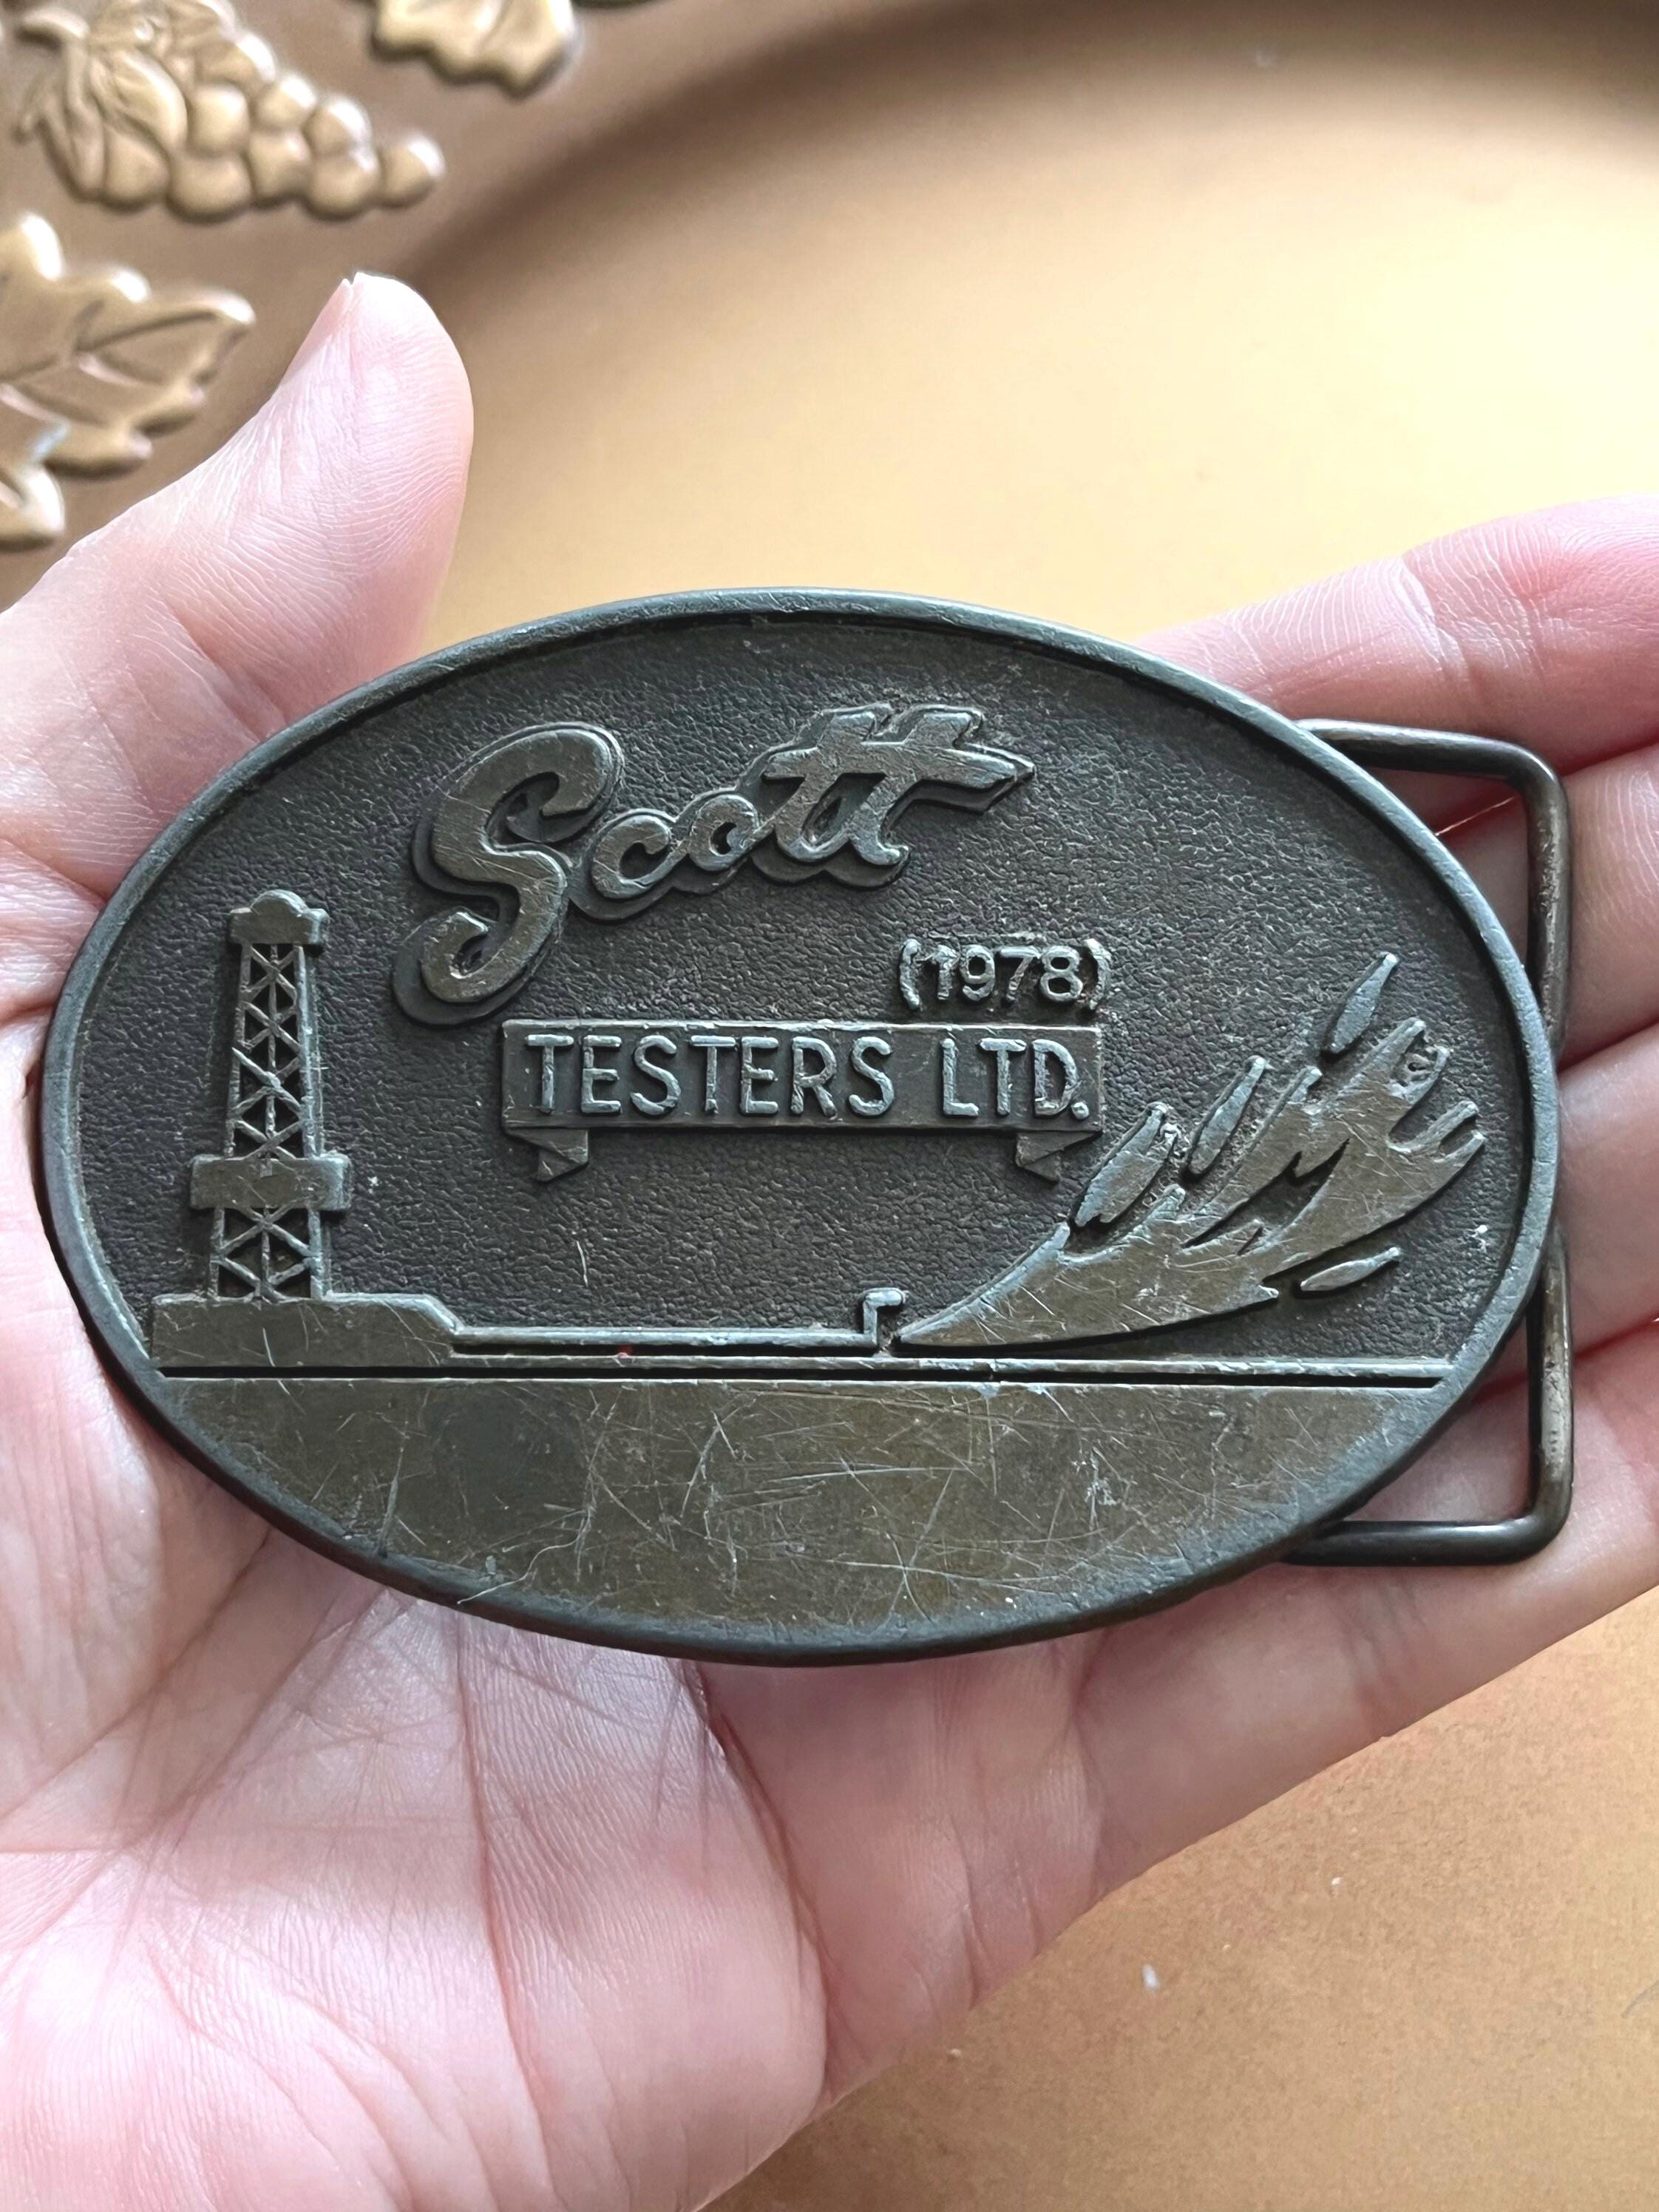 Scott
(1978)
TESTERS LTD.